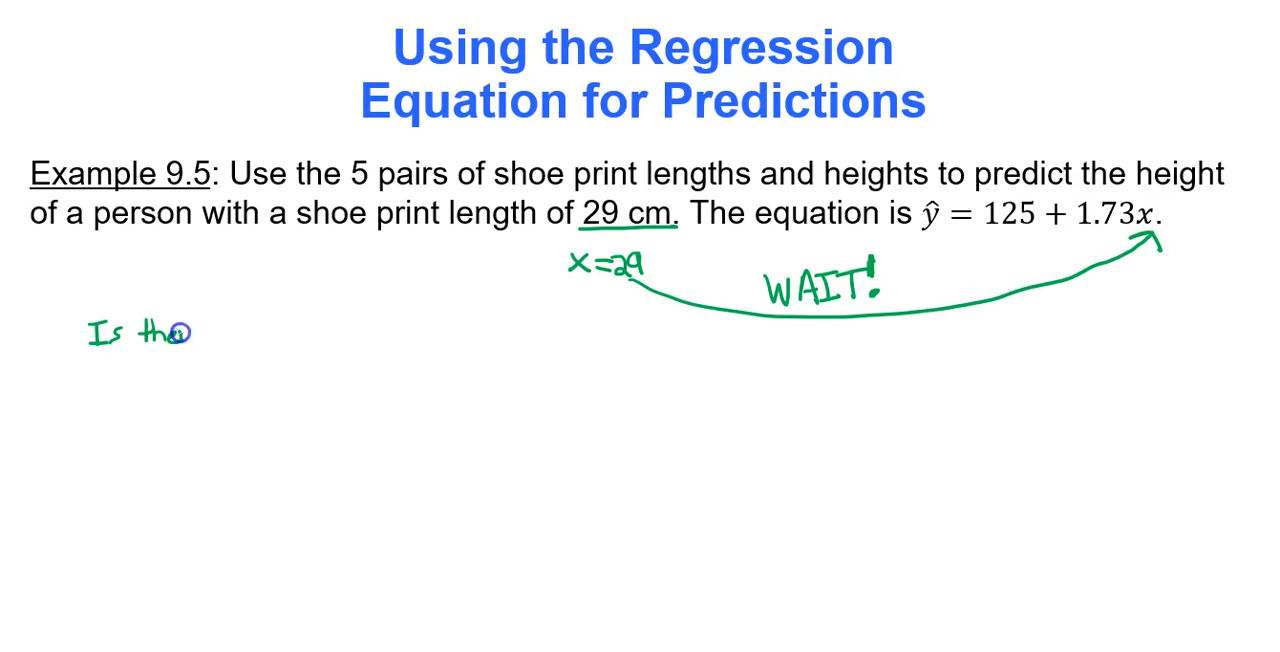 Using the Regression
Equation for Predictions
Example 9.5: Use the 5 pairs of shoe print lengths and heights to predict the height
of a person with a shoe print length of 29 cm. The equation is ŷ = 125 + 1.73x.
x=29
WAIT!
Is the